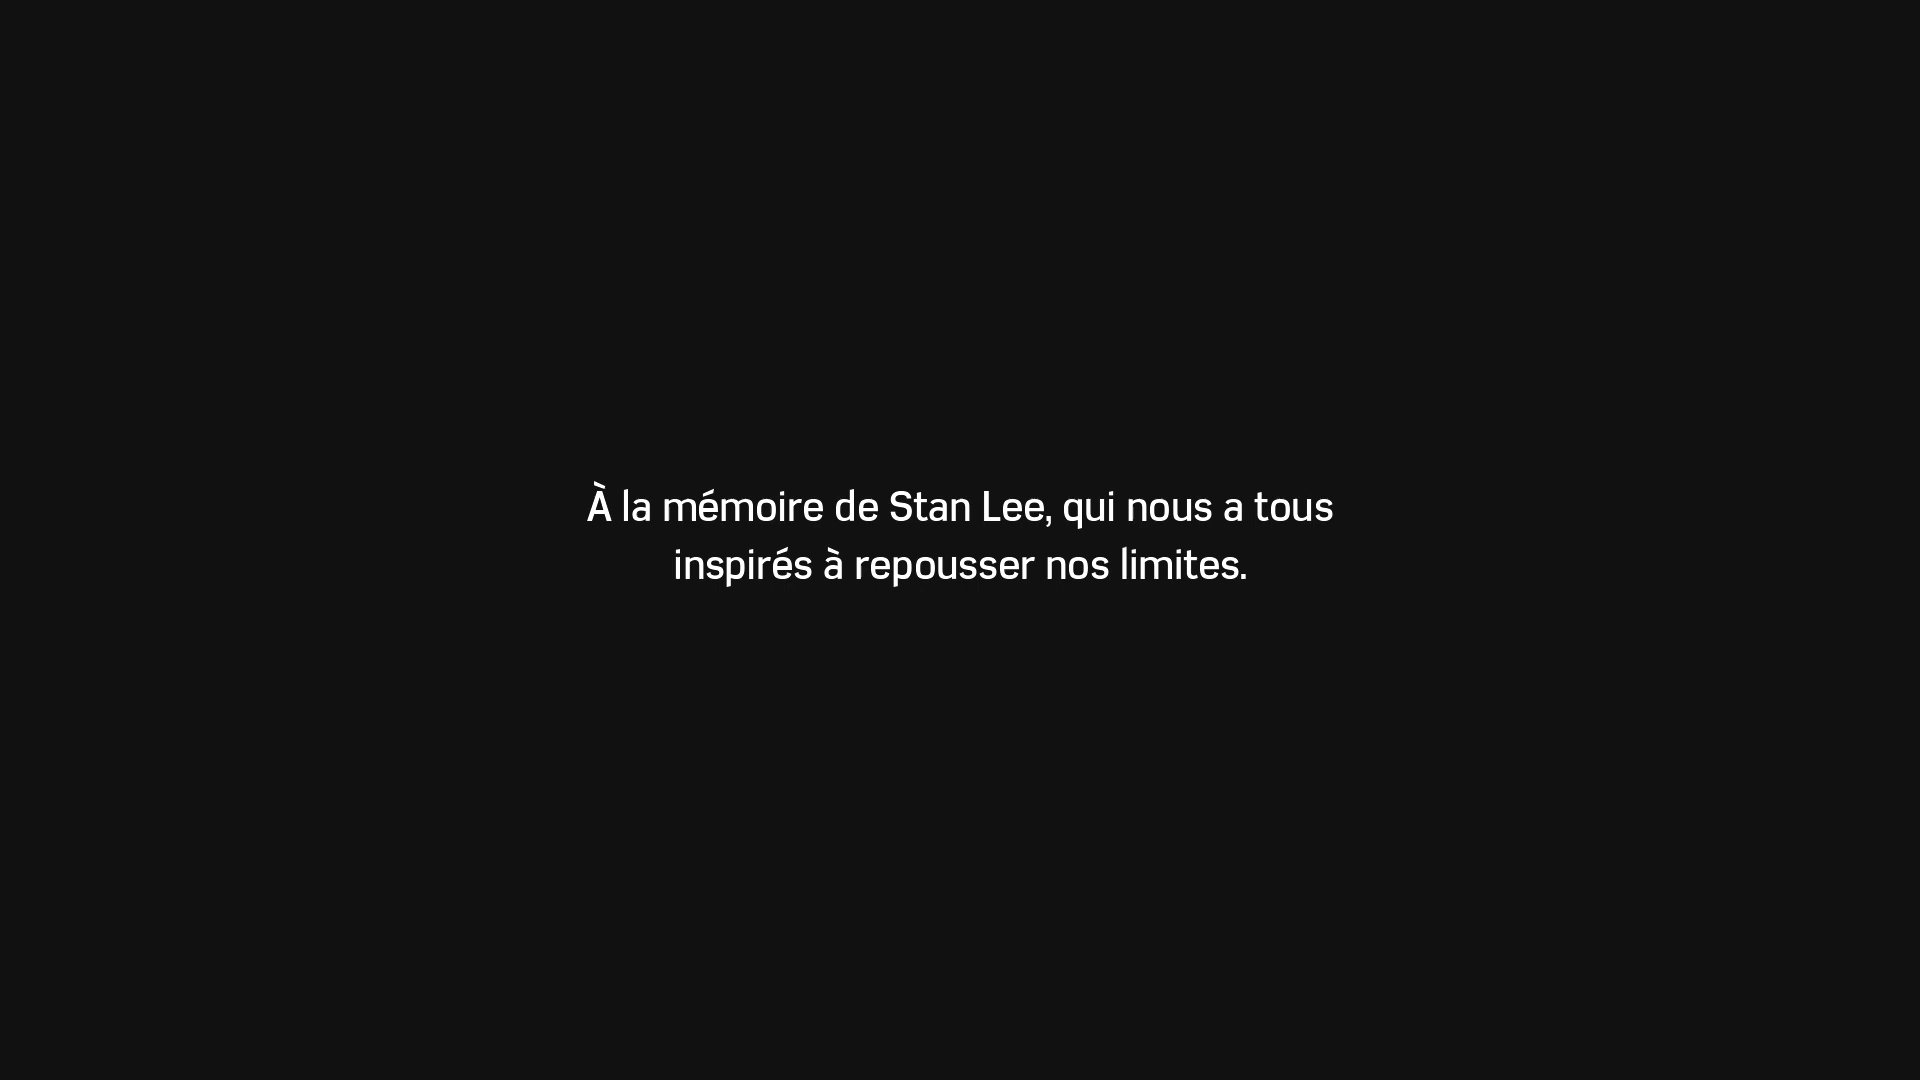 À la mémoire de Stan Lee, qui nous a tous
inspirés à repousser nos limites.